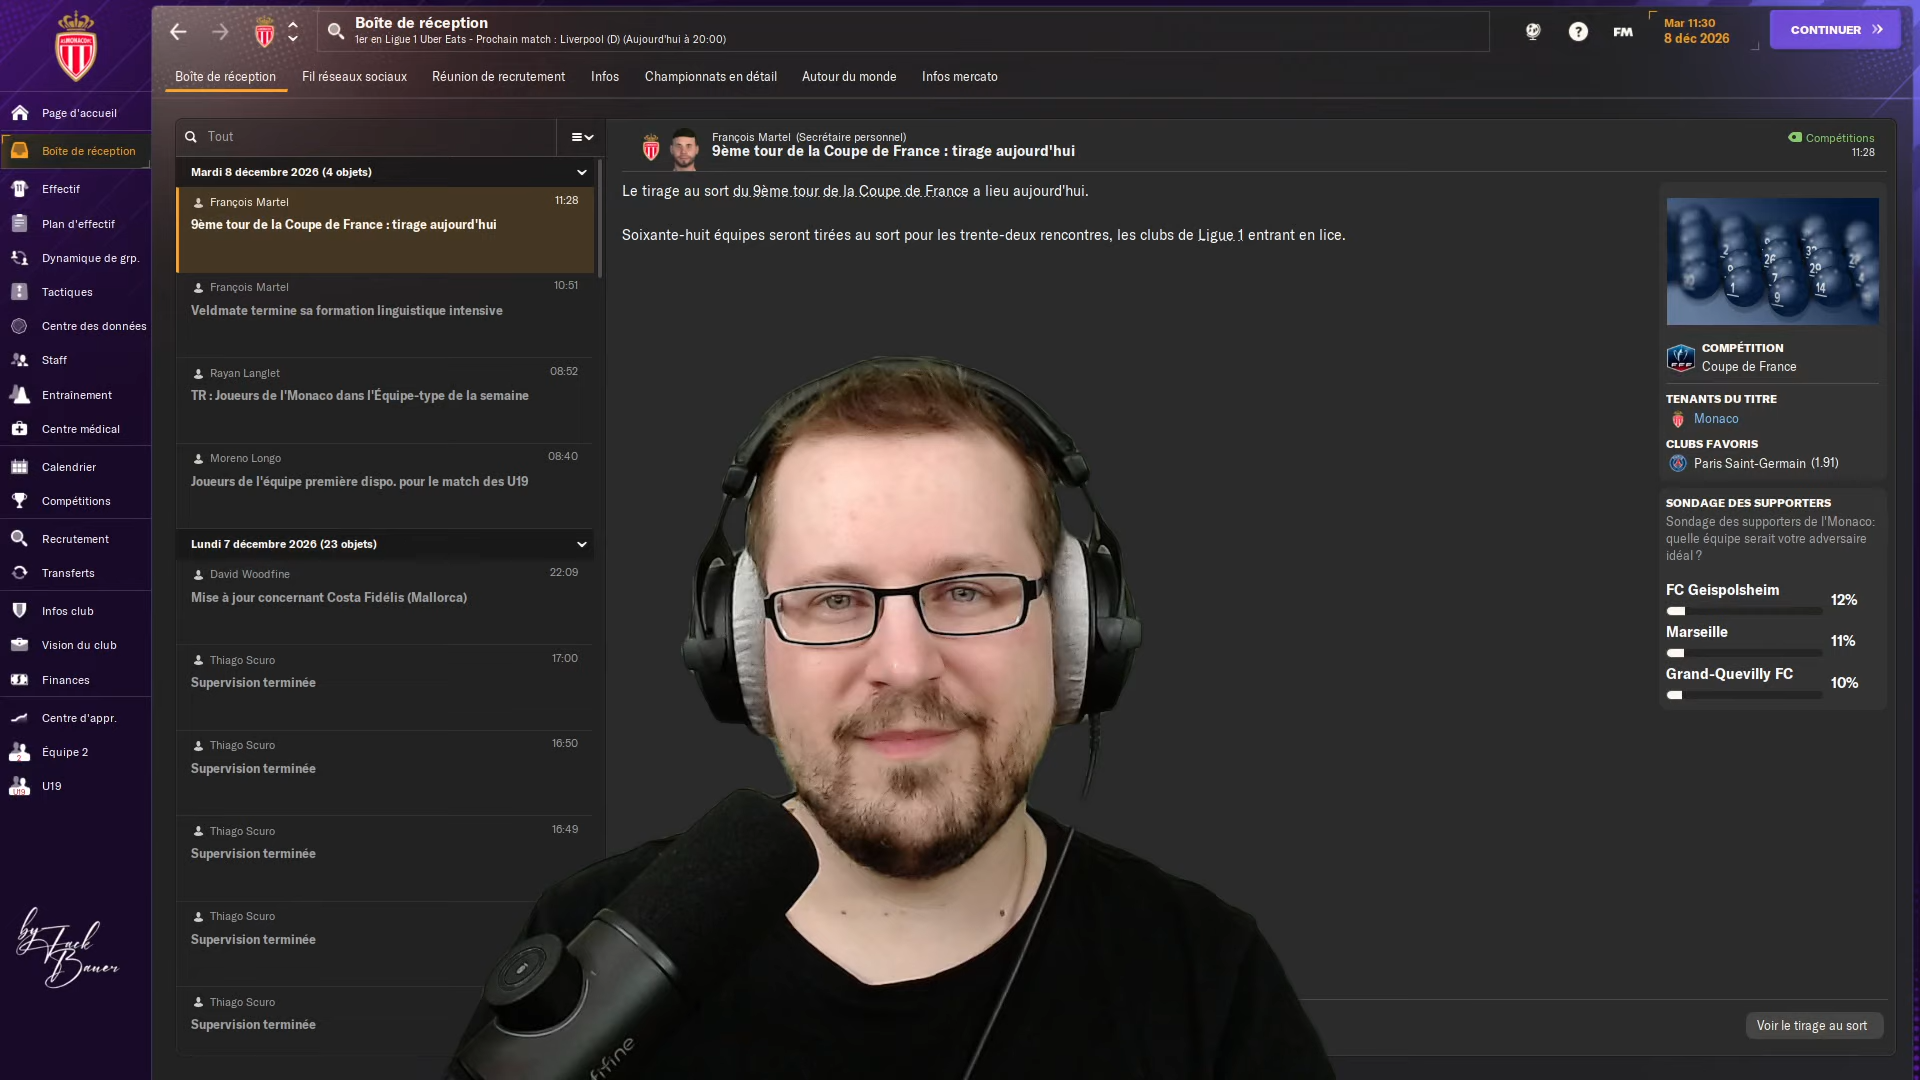 Boîte de réception
1er en Ligue 1 Uber Eats - Prochain match : Liverpool (D) (Aujourd'hui à 20:00)
FM
Mar 11:30
8 déc 2026
CONTINUER
Boîte de réception
Fil réseaux sociaux
Réunion de recrutement
Infos
Championnats en détail
Autour du monde
Infos mercato
Page d'accueil
Boîte de réception
Effectif
Plan d'effectif
Dynamique de grp.
Tactiques
Centre des données
Staff
Entraînement
Centre médical
Calendrier
Compétitions
Recrutement
Transferts
Infos club
Vision du club
Finances
Centre d'appr.
Équipe 2
U19
by Jack
Bauer
Tout
Mardi 8 décembre 2026 (4 objets)
François Martel 11:28
9ème tour de la Coupe de France : tirage aujourd'hui
François Martel 10:51
Veldmate termine sa formation linguistique intensive
Rayan Langlet 08:52
TR : Joueurs de l'Monaco dans l'Équipe-type de la semaine
Moreno Longo 08:40
Joueurs de l'équipe première dispo. pour le match des U19
Lundi 7 décembre 2026 (23 objets)
David Woodfine 22:09
Mise à jour concernant Costa Fidélis (Mallorca)
Thiago Scuro 17:00
Supervision terminée
Thiago Scuro 16:50
Supervision terminée
Thiago Scuro 16:49
Supervision terminée
Thiago Scuro
Supervision terminée
Thiago Scuro
Supervision terminée
François Martel (Secrétaire personnel)
9ème tour de la Coupe de France : tirage aujourd'hui
Compétitions
11:28
Le tirage au sort du 9ème tour de la Coupe de France a lieu aujourd'hui.
Soixante-huit équipes seront tirées au sort pour les trente-deux rencontres, les clubs de Ligue 1 entrant en lice.
COMPÉTITION
Coupe de France
TENANTS DU TITRE
Monaco
CLUBS FAVORIS
Paris Saint-Germain (1.91)
SONDAGE DES SUPPORTERS
Sondage des supporters de l'Monaco:
quelle équipe serait votre adversaire
idéal ?
FC Geispolsheim
12%
Marseille
11%
Grand-Quevilly FC
10%
Voir le tirage au sort
fifine